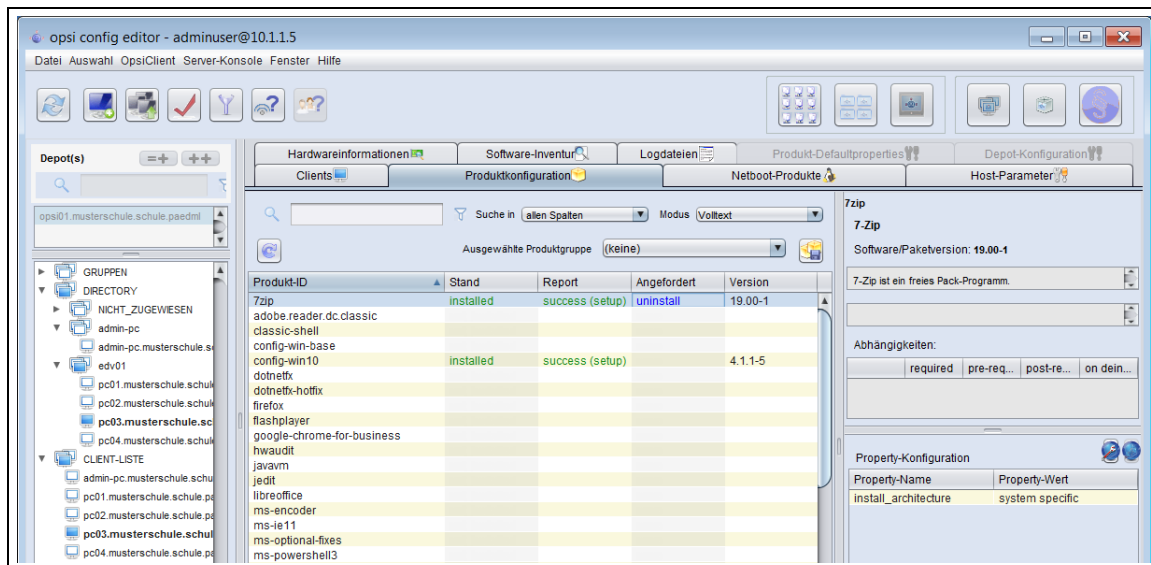 opsi config editor - adminuser@10.1.1.5
Datei Auswahl OpsiClient Server-Konsole Fenster Hilfe
Depot(s)
opsi01.musterschule.schule.paedml
GRUPPEN
DIRECTORY
NICHT_ZUGEWIESEN
admin-pc
admin-pc.musterschule.sc
edv01
pc01.musterschule.schule
pc02.musterschule.schule
pc03.musterschule.sc
pc04.musterschule.schule
CLIENT-LISTE
admin-pc.musterschule.schu
pc01.musterschule.schule.pa
pc02.musterschule.schule.pa
pc03.musterschule.schul
pc04.musterschule.schule.pa
Hardwareinformationen Software-Inventur Logdateien Produkt-Defaultproperties Depot-Konfiguration
Clients Produktkonfiguration Netboot-Produkte Host-Parameter
Suche in allen Spalten Modus Volltext
Ausgewählte Produktgruppe (keine)
Produkt-ID Stand Report Angefordert Version
7zip installed success (setup) uninstall 19.00-1
adobe.reader.dc.classic
classic-shell
config-win-base
config-win10 installed success (setup) 4.1.1-5
dotnetfx
dotnetfx-hotfix
firefox
flashplayer
google-chrome-for-business
hwaudit
javavm
jedit
libreoffice
ms-encoder
ms-ie11
ms-optional-fixes
ms-powershell3
7zip
7-Zip
Software/Paketversion: 19.00-1
7-Zip ist ein freies Pack-Programm.
Abhängigkeiten:
required pre-req... post-re... on dein...
Property-Konfiguration
Property-Name Property-Wert
install_architecture system specific